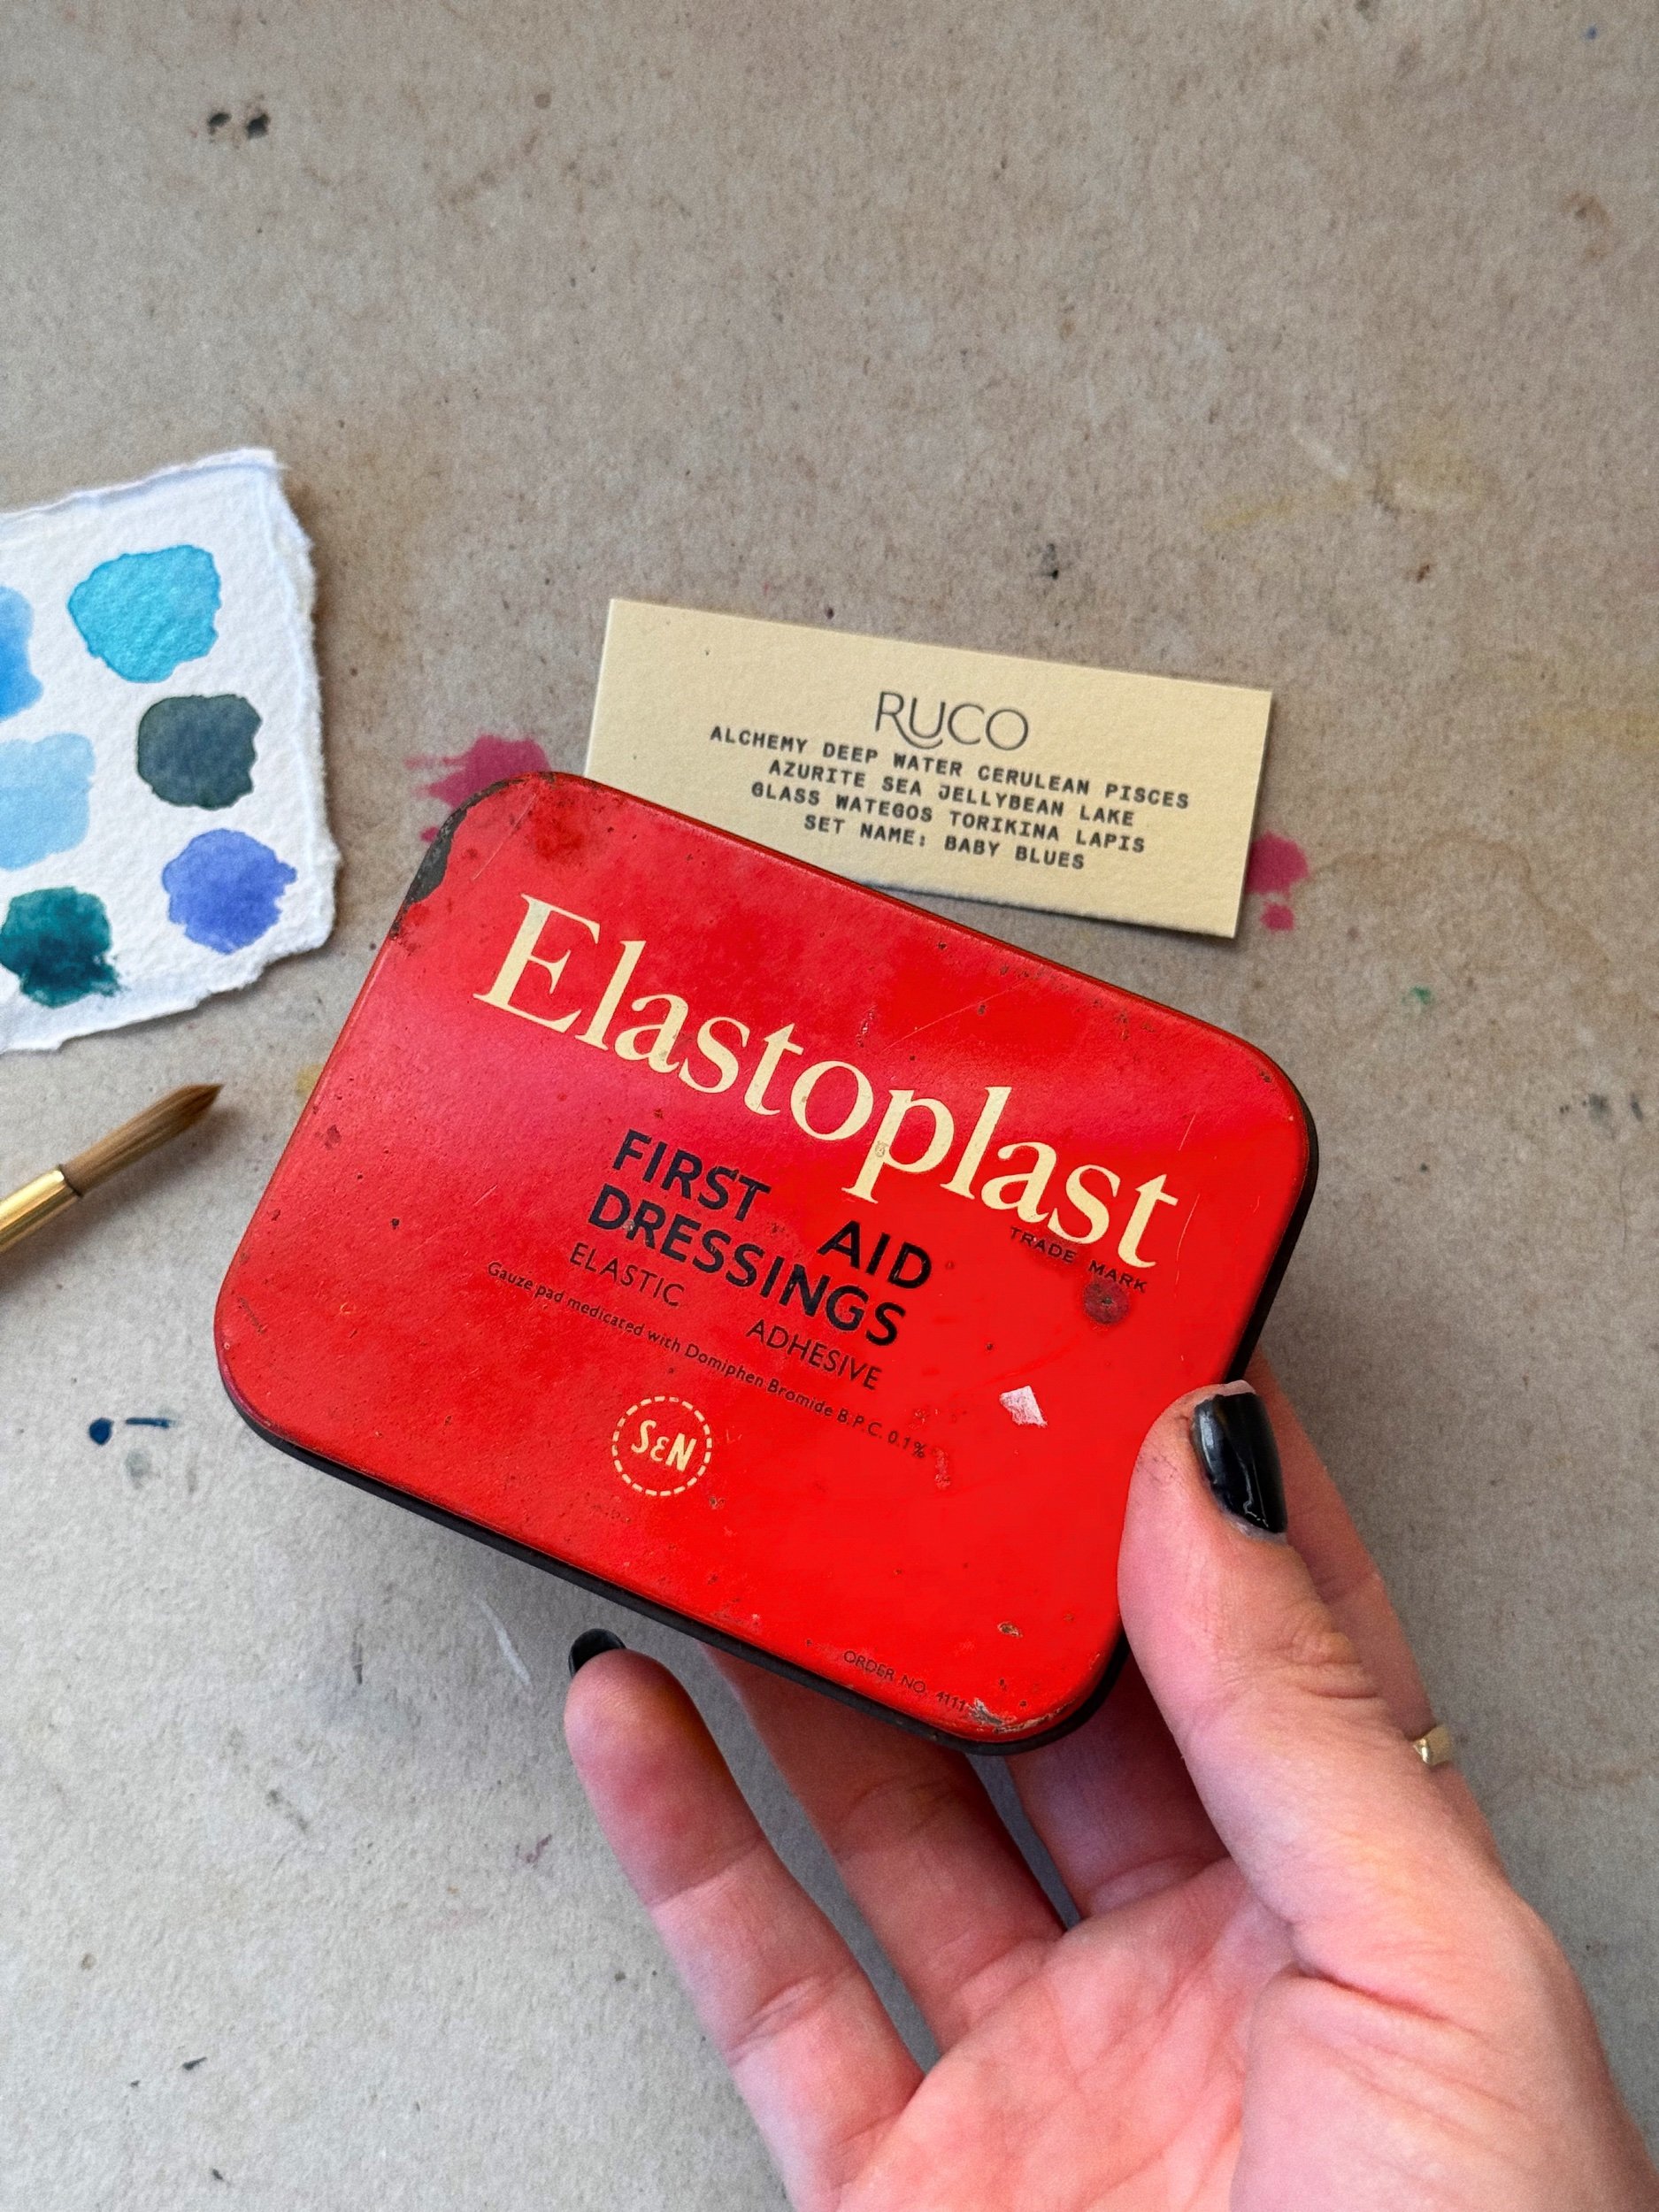 RUCO
ALCHEMY DEEP WATER CERULEAN PISCES
AZURITE SEA JELLYBEAN LAKE
GLASS WATEGOS TORIKINA LAPIS
SET NAME: BABY BLUES
Elastoplast
TRADE MARK
FIRST AID
DRESSINGS
ELASTIC ADHESIVE
Gauze pad medicated with Domiphen Bromide B.P.C. 0.1%
S&N
ORDER NO. 4111